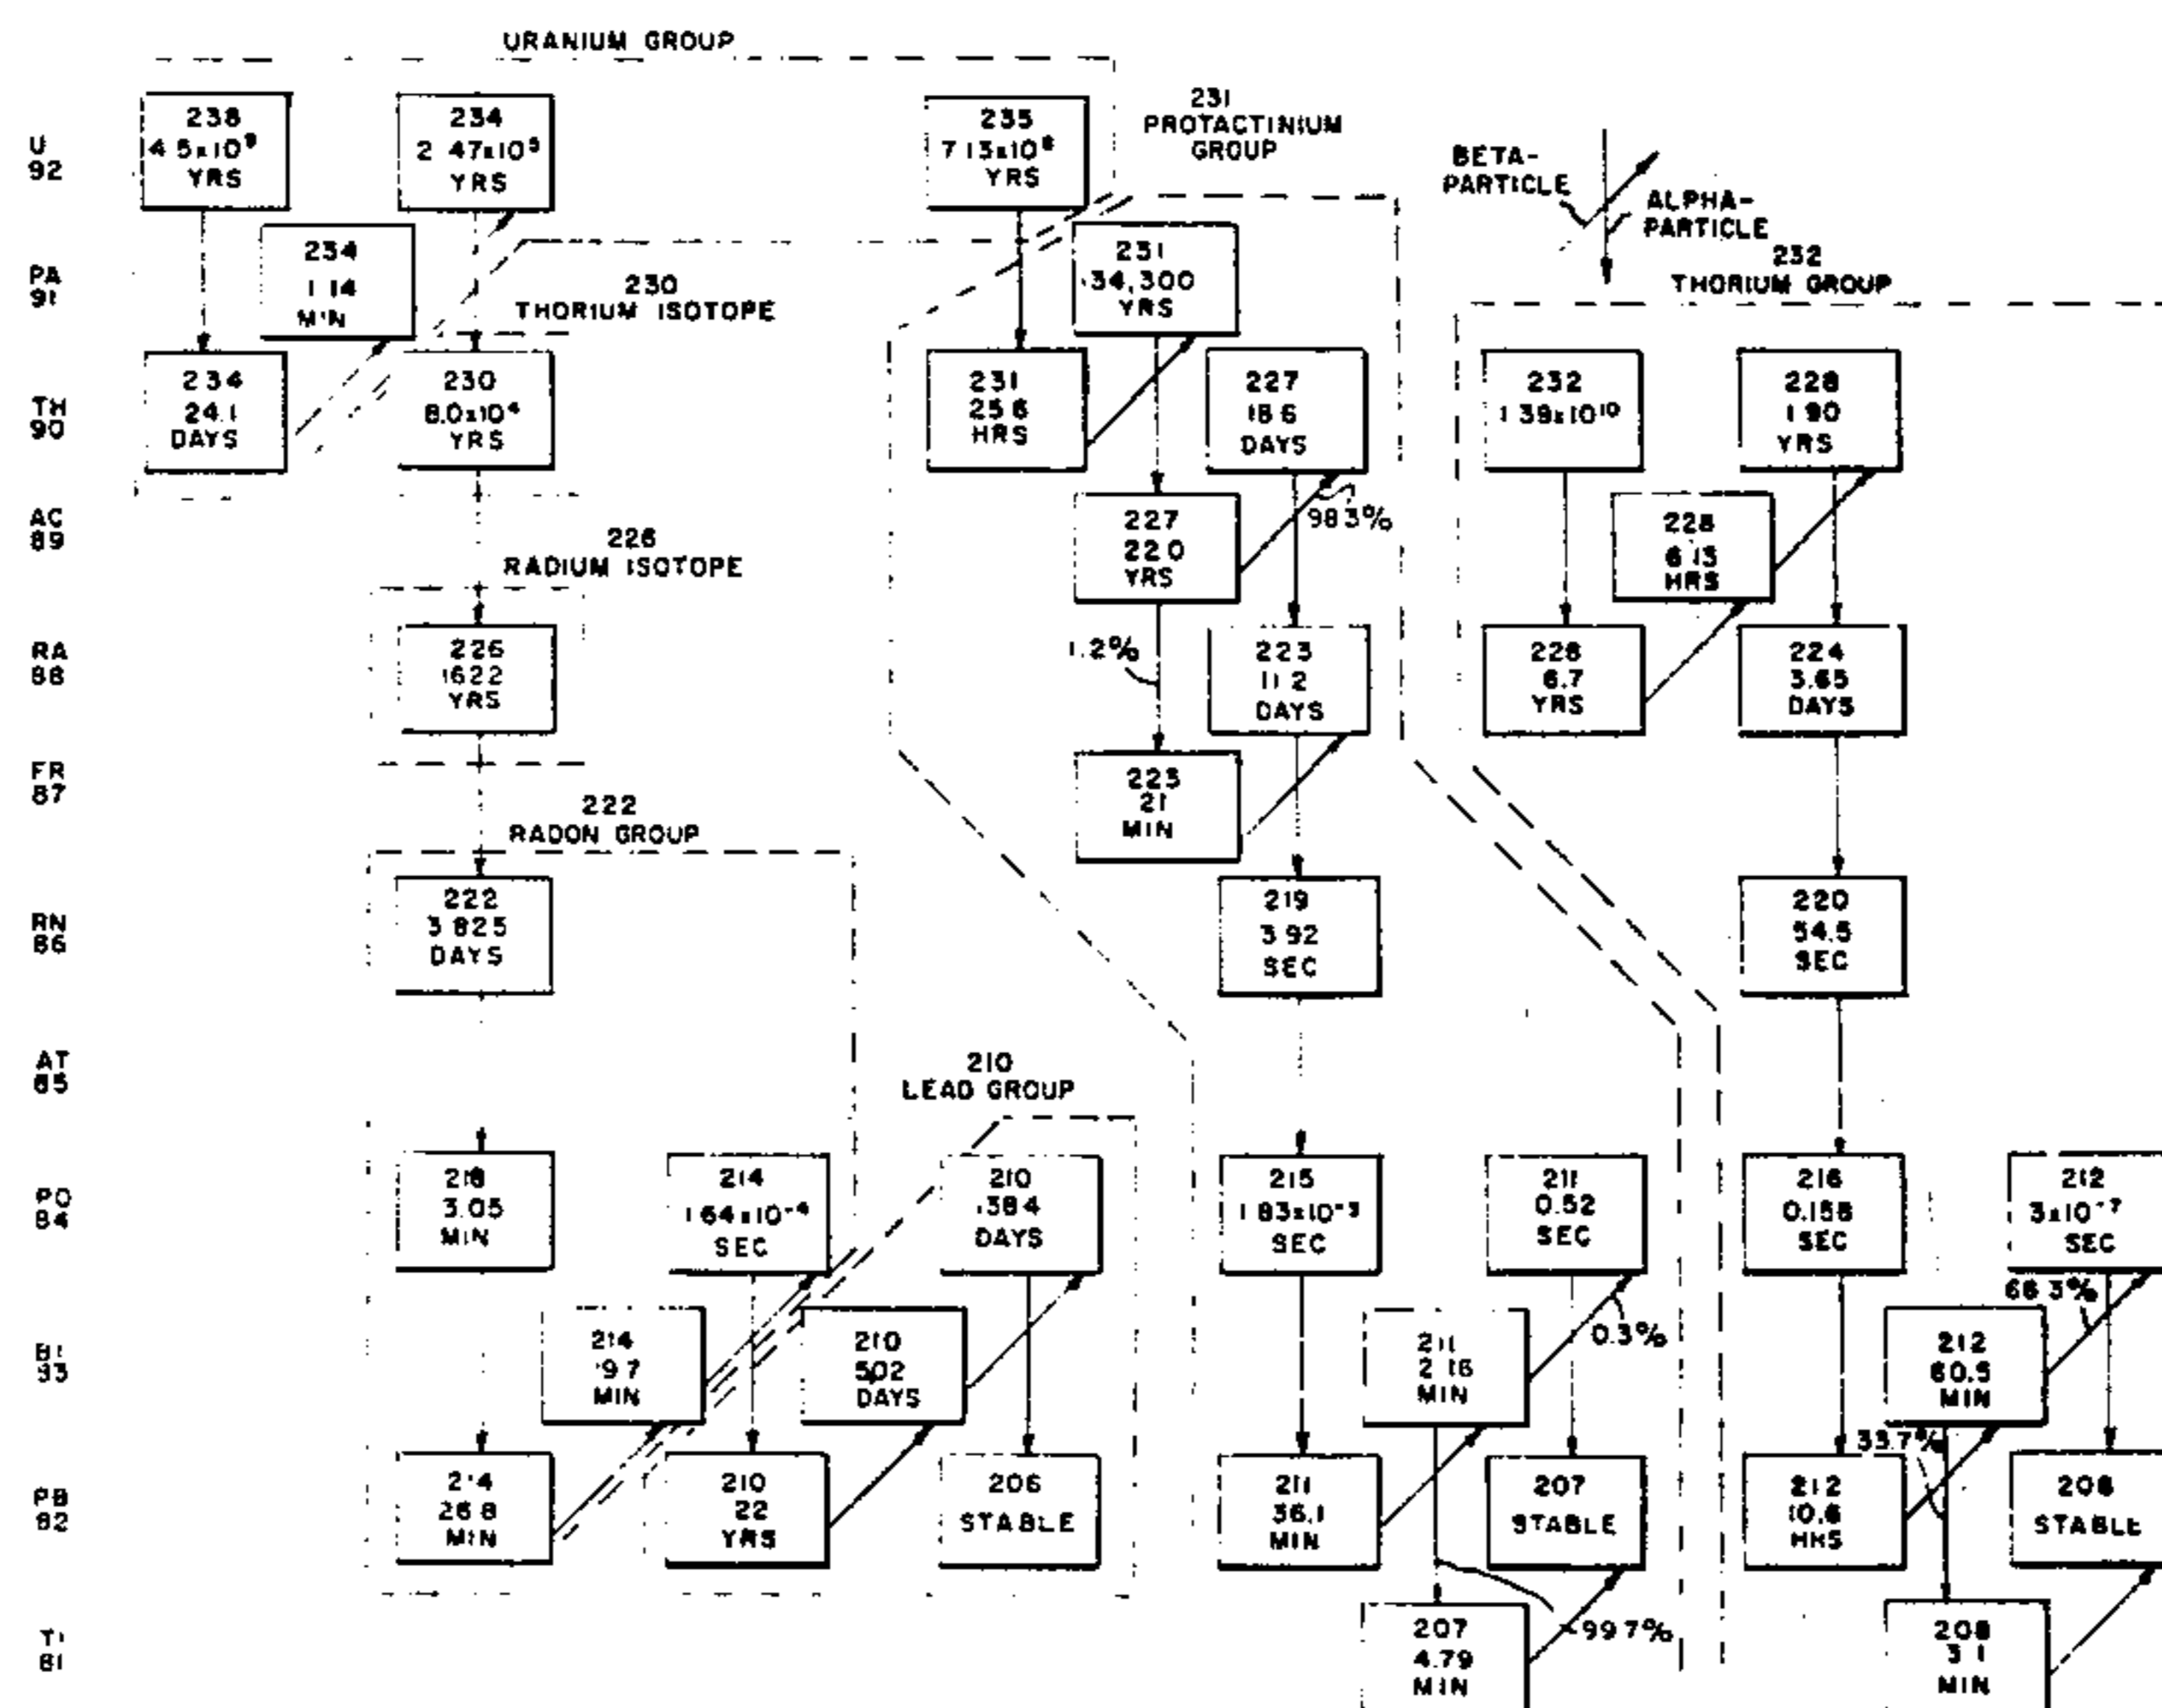 URANIUM GROUP
U
92
238
4.5x10⁹
YRS
234
2.47x10⁵
YRS
235
7.13x10⁸
YRS
231
PROTACTINIUM
GROUP
BETA-
PARTICLE
ALPHA-
PARTICLE
PA
91
234
1.14
MIN
230
THORIUM ISOTOPE
231
34,300
YRS
232
THORIUM GROUP
TH
90
234
24.1
DAYS
230
8.0x10⁴
YRS
231
25.6
HRS
227
18.6
DAYS
232
1.39x10¹⁰
228
1.90
YRS
AC
89
227
22.0
YRS
98.3%
228
6.13
HRS
226
RADIUM ISOTOPE
RA
88
226
1622
YRS
1.2%
223
11.2
DAYS
228
6.7
YRS
224
3.65
DAYS
FR
87
223
21
MIN
222
RADON GROUP
RN
86
222
3.825
DAYS
219
3.92
SEC
220
54.5
SEC
AT
85
210
LEAD GROUP
PO
84
218
3.05
MIN
214
1.64x10⁻⁴
SEC
210
138.4
DAYS
215
1.83x10⁻³
SEC
211
0.52
SEC
216
0.158
SEC
212
3x10⁻⁷
SEC
BI
83
214
19.7
MIN
210
5.02
DAYS
211
2.16
MIN
0.3%
212
60.5
MIN
66.3%
33.7%
PB
82
214
26.8
MIN
210
22
YRS
206
STABLE
211
36.1
MIN
207
STABLE
212
10.6
HRS
208
STABLE
TI
81
207
4.79
MIN
99.7%
208
3.1
MIN